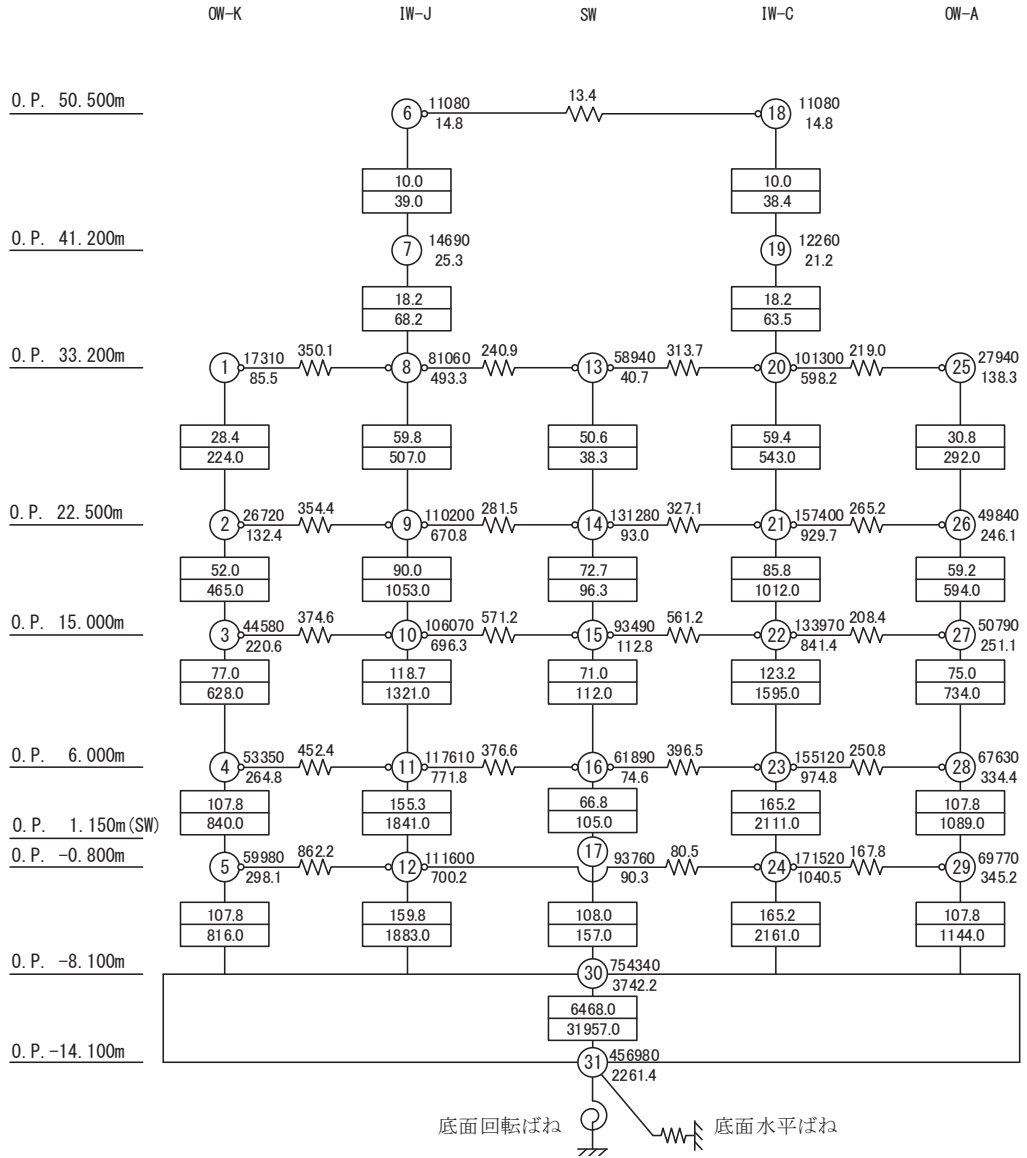 OW-K IW-J SW IW-C OW-A
O.P. 50.500m 6 11080 13.4 18 11080
14.8 14.8
10.0 10.0
39.0 38.4
O.P. 41.200m 7 14690 19 12260
25.3 21.2
18.2 18.2
68.2 63.5
O.P. 33.200m 1 17310 350.1 8 81060 240.9 13 58940 313.7 20 101300 219.0 25 27940
85.5 493.3 40.7 598.2 138.3
28.4 59.8 50.6 59.4 30.8
224.0 507.0 38.3 543.0 292.0
O.P. 22.500m 2 26720 354.4 9 110200 281.5 14 131280 327.1 21 157400 265.2 26 49840
132.4 670.8 93.0 929.7 246.1
52.0 90.0 72.7 85.8 59.2
465.0 1053.0 96.3 1012.0 594.0
O.P. 15.000m 3 44580 374.6 10 106070 571.2 15 93490 561.2 22 133970 208.4 27 50790
220.6 696.3 112.8 841.4 251.1
77.0 118.7 71.0 123.2 75.0
628.0 1321.0 112.0 1595.0 734.0
O.P. 6.000m 4 53350 452.4 11 117610 376.6 16 61890 396.5 23 155120 250.8 28 67630
264.8 771.8 74.6 974.8 334.4
107.8 155.3 66.8 165.2 107.8
840.0 1841.0 105.0 2111.0 1089.0
O.P. 1.150m(SW) 17
O.P. -0.800m 5 59980 862.2 12 111600 93760 80.5 24 171520 167.8 29 69770
298.1 700.2 90.3 1040.5 345.2
107.8 159.8 108.0 165.2 107.8
816.0 1883.0 157.0 2161.0 1144.0
O.P. -8.100m 30 754340
3742.2
6468.0
31957.0
O.P.-14.100m 31 456980
2261.4
底面回転ばね 底面水平ばね